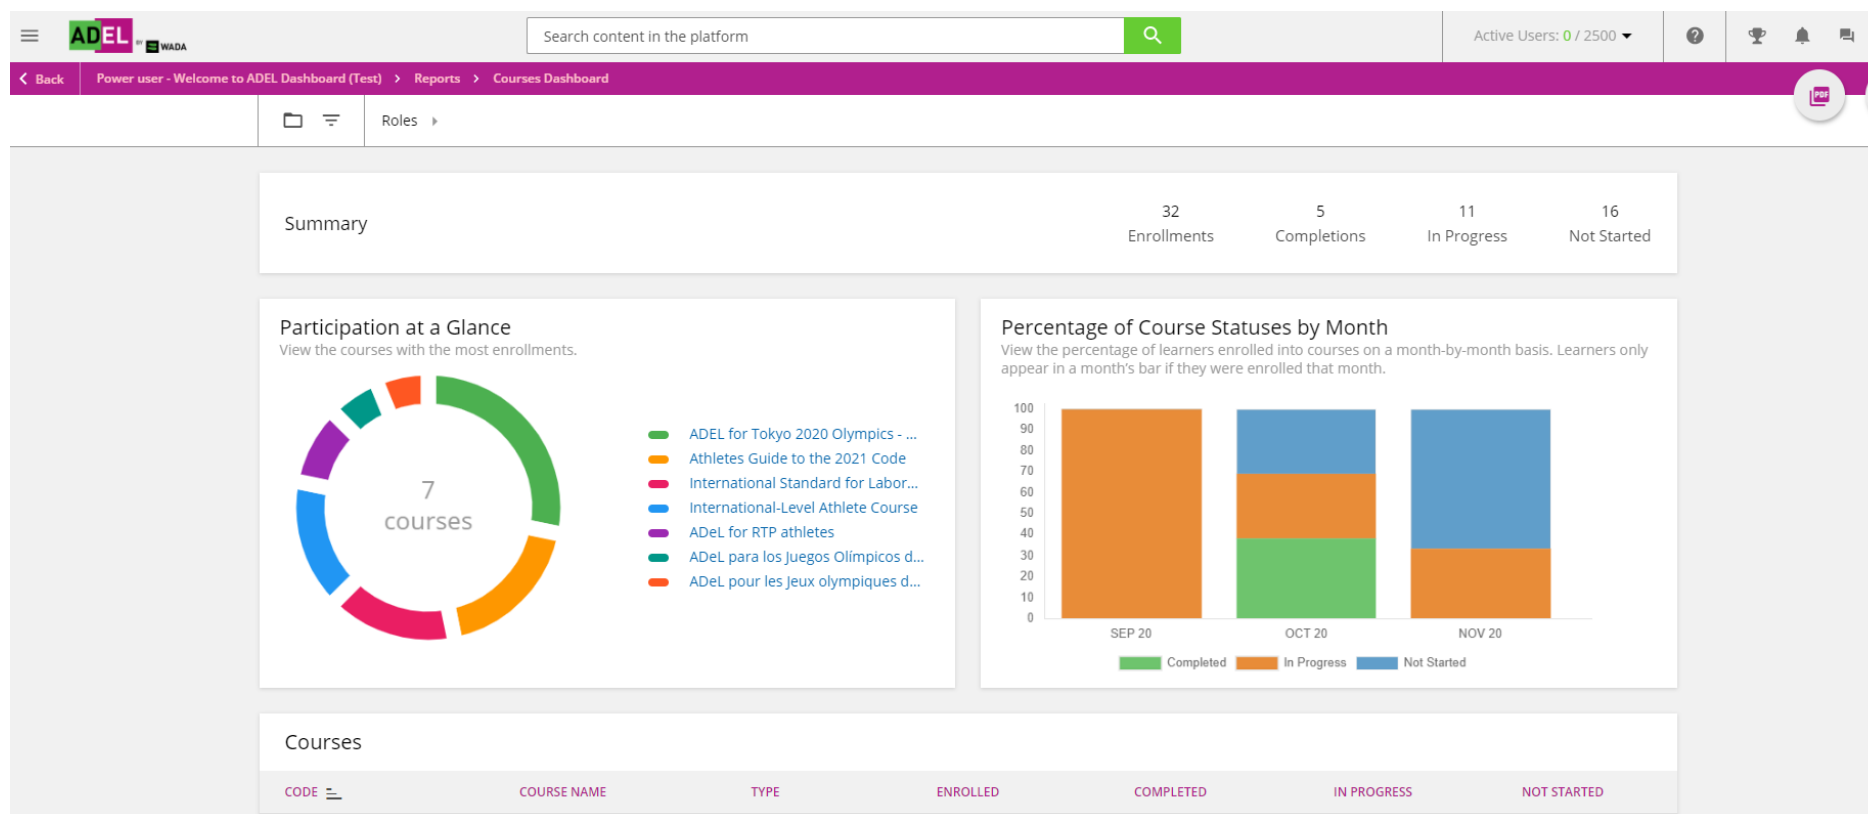 ADEL BY WADA
Search content in the platform
Active Users: 0 / 2500
Back
Power user - Welcome to ADEL Dashboard (Test) > Reports > Courses Dashboard
PDF
Roles
Summary
32
Enrollments
5
Completions
11
In Progress
16
Not Started
Participation at a Glance
View the courses with the most enrollments.
7
courses
ADEL for Tokyo 2020 Olympics - ...
Athletes Guide to the 2021 Code
International Standard for Labor...
International-Level Athlete Course
ADeL for RTP athletes
ADeL para los Juegos Olímpicos d...
ADeL pour les Jeux olympiques d...
Percentage of Course Statuses by Month
View the percentage of learners enrolled into courses on a month-by-month basis. Learners only
appear in a month's bar if they were enrolled that month.
100
90
80
70
60
50
40
30
20
10
0
SEP 20
OCT 20
NOV 20
Completed
In Progress
Not Started
Courses
CODE
COURSE NAME
TYPE
ENROLLED
COMPLETED
IN PROGRESS
NOT STARTED